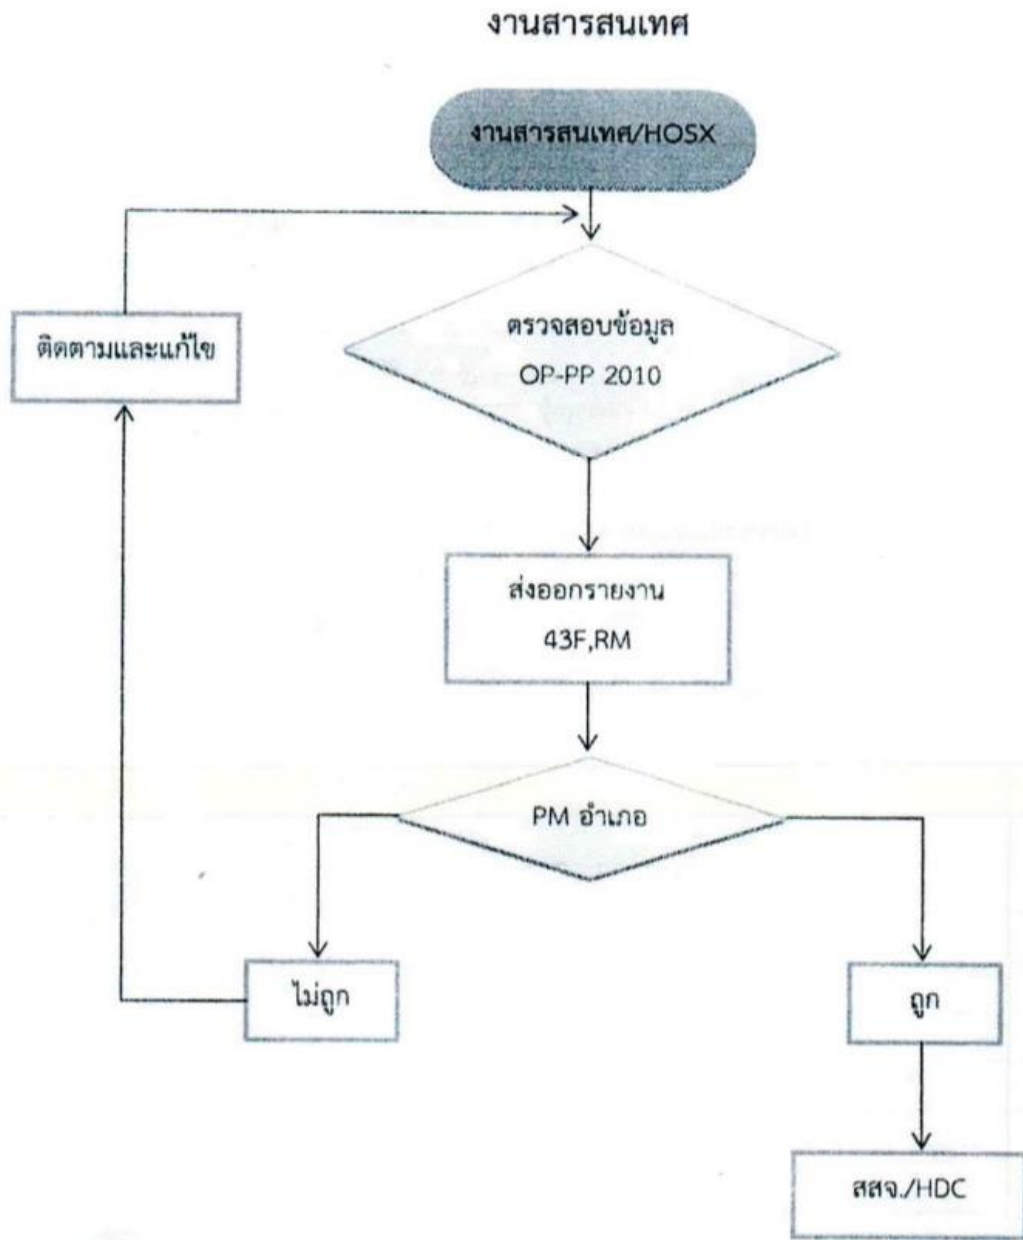 งานสารสนเทศ
งานสารสนเทศ/HOSX
ตรวจสอบข้อมูล
OP-PP 2010
ติดตามและแก้ไข
ส่งออกรายงาน
43F,RM
PM อำเภอ
ไม่ถูก
ถูก
สสจ./HDC